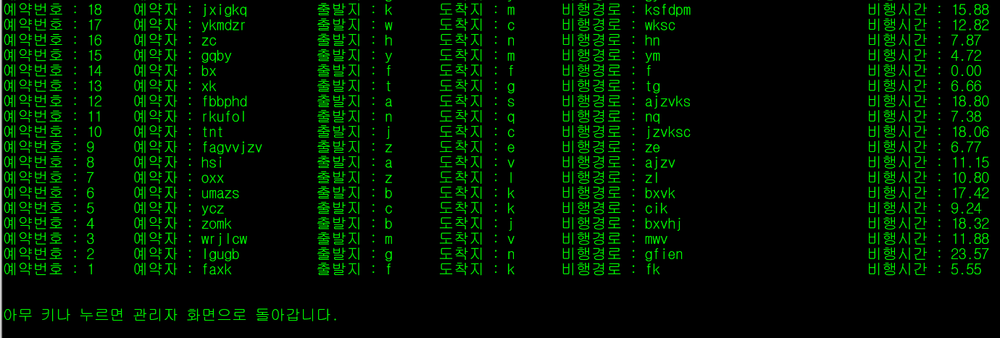 예약번호 : 18 예약자 : jxigkq 출발지 : k 도착지 : m 비행경로 : ksfdpm 비행시간 : 15.88
예약번호 : 17 예약자 : ykmdzr 출발지 : w 도착지 : c 비행경로 : wksc 비행시간 : 12.82
예약번호 : 16 예약자 : zc 출발지 : h 도착지 : n 비행경로 : hn 비행시간 : 7.87
예약번호 : 15 예약자 : gqby 출발지 : y 도착지 : m 비행경로 : ym 비행시간 : 4.72
예약번호 : 14 예약자 : bx 출발지 : f 도착지 : f 비행경로 : f 비행시간 : 0.00
예약번호 : 13 예약자 : xk 출발지 : t 도착지 : g 비행경로 : tg 비행시간 : 6.66
예약번호 : 12 예약자 : fbbphd 출발지 : a 도착지 : s 비행경로 : ajzvks 비행시간 : 18.80
예약번호 : 11 예약자 : rkufol 출발지 : n 도착지 : q 비행경로 : nq 비행시간 : 7.38
예약번호 : 10 예약자 : tnt 출발지 : j 도착지 : c 비행경로 : jzvksc 비행시간 : 18.06
예약번호 : 9 예약자 : fagvvjzv 출발지 : z 도착지 : e 비행경로 : ze 비행시간 : 6.77
예약번호 : 8 예약자 : hsi 출발지 : a 도착지 : v 비행경로 : ajzv 비행시간 : 11.15
예약번호 : 7 예약자 : oxx 출발지 : z 도착지 : l 비행경로 : zl 비행시간 : 10.80
예약번호 : 6 예약자 : umazs 출발지 : b 도착지 : k 비행경로 : bxvk 비행시간 : 17.42
예약번호 : 5 예약자 : ycz 출발지 : c 도착지 : k 비행경로 : cik 비행시간 : 9.24
예약번호 : 4 예약자 : zomk 출발지 : b 도착지 : j 비행경로 : bxvhj 비행시간 : 18.32
예약번호 : 3 예약자 : wrjlcw 출발지 : m 도착지 : v 비행경로 : mwv 비행시간 : 11.88
예약번호 : 2 예약자 : lgugb 출발지 : g 도착지 : n 비행경로 : gfien 비행시간 : 23.57
예약번호 : 1 예약자 : faxk 출발지 : f 도착지 : k 비행경로 : fk 비행시간 : 5.55
아무 키나 누르면 관리자 화면으로 돌아갑니다.